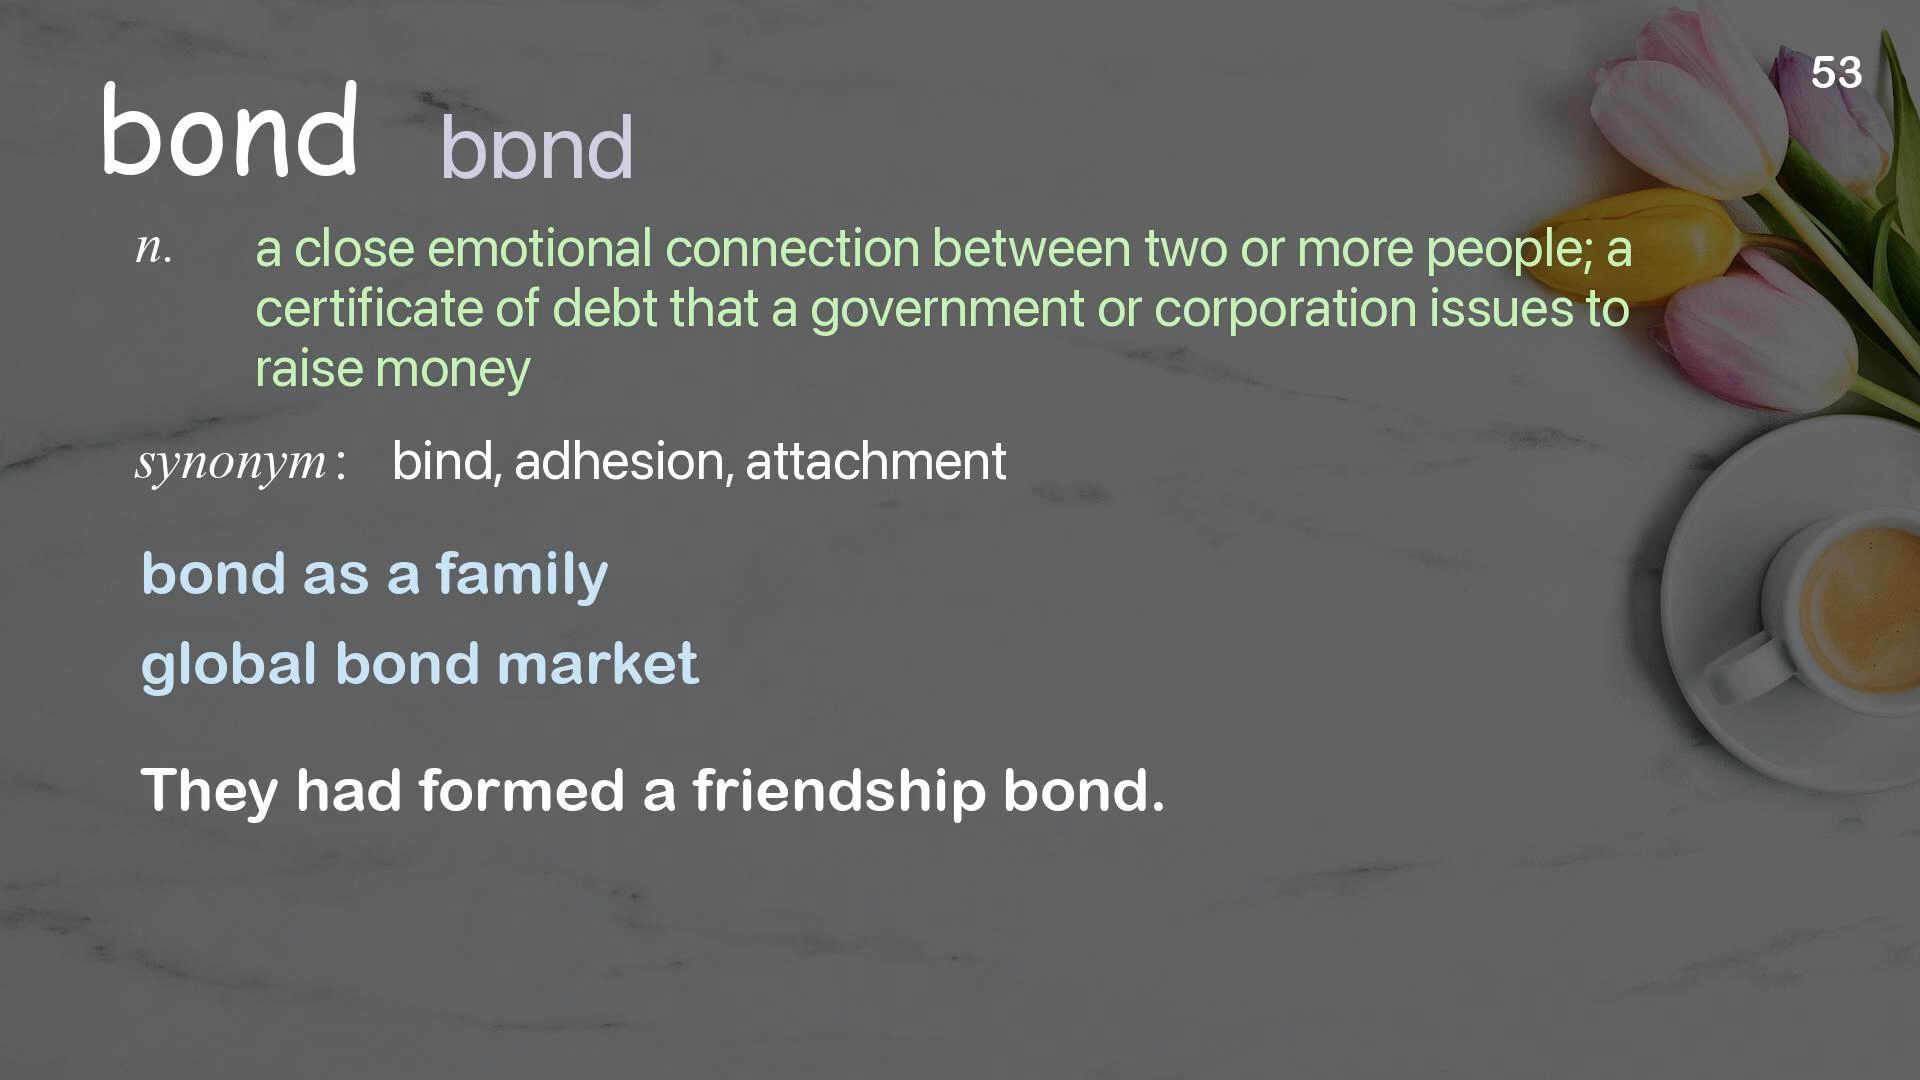 53
bond bɒnd
n. a close emotional connection between two or more people; a
certificate of debt that a government or corporation issues to
raise money
synonym: bind, adhesion, attachment
bond as a family
global bond market
They had formed a friendship bond.